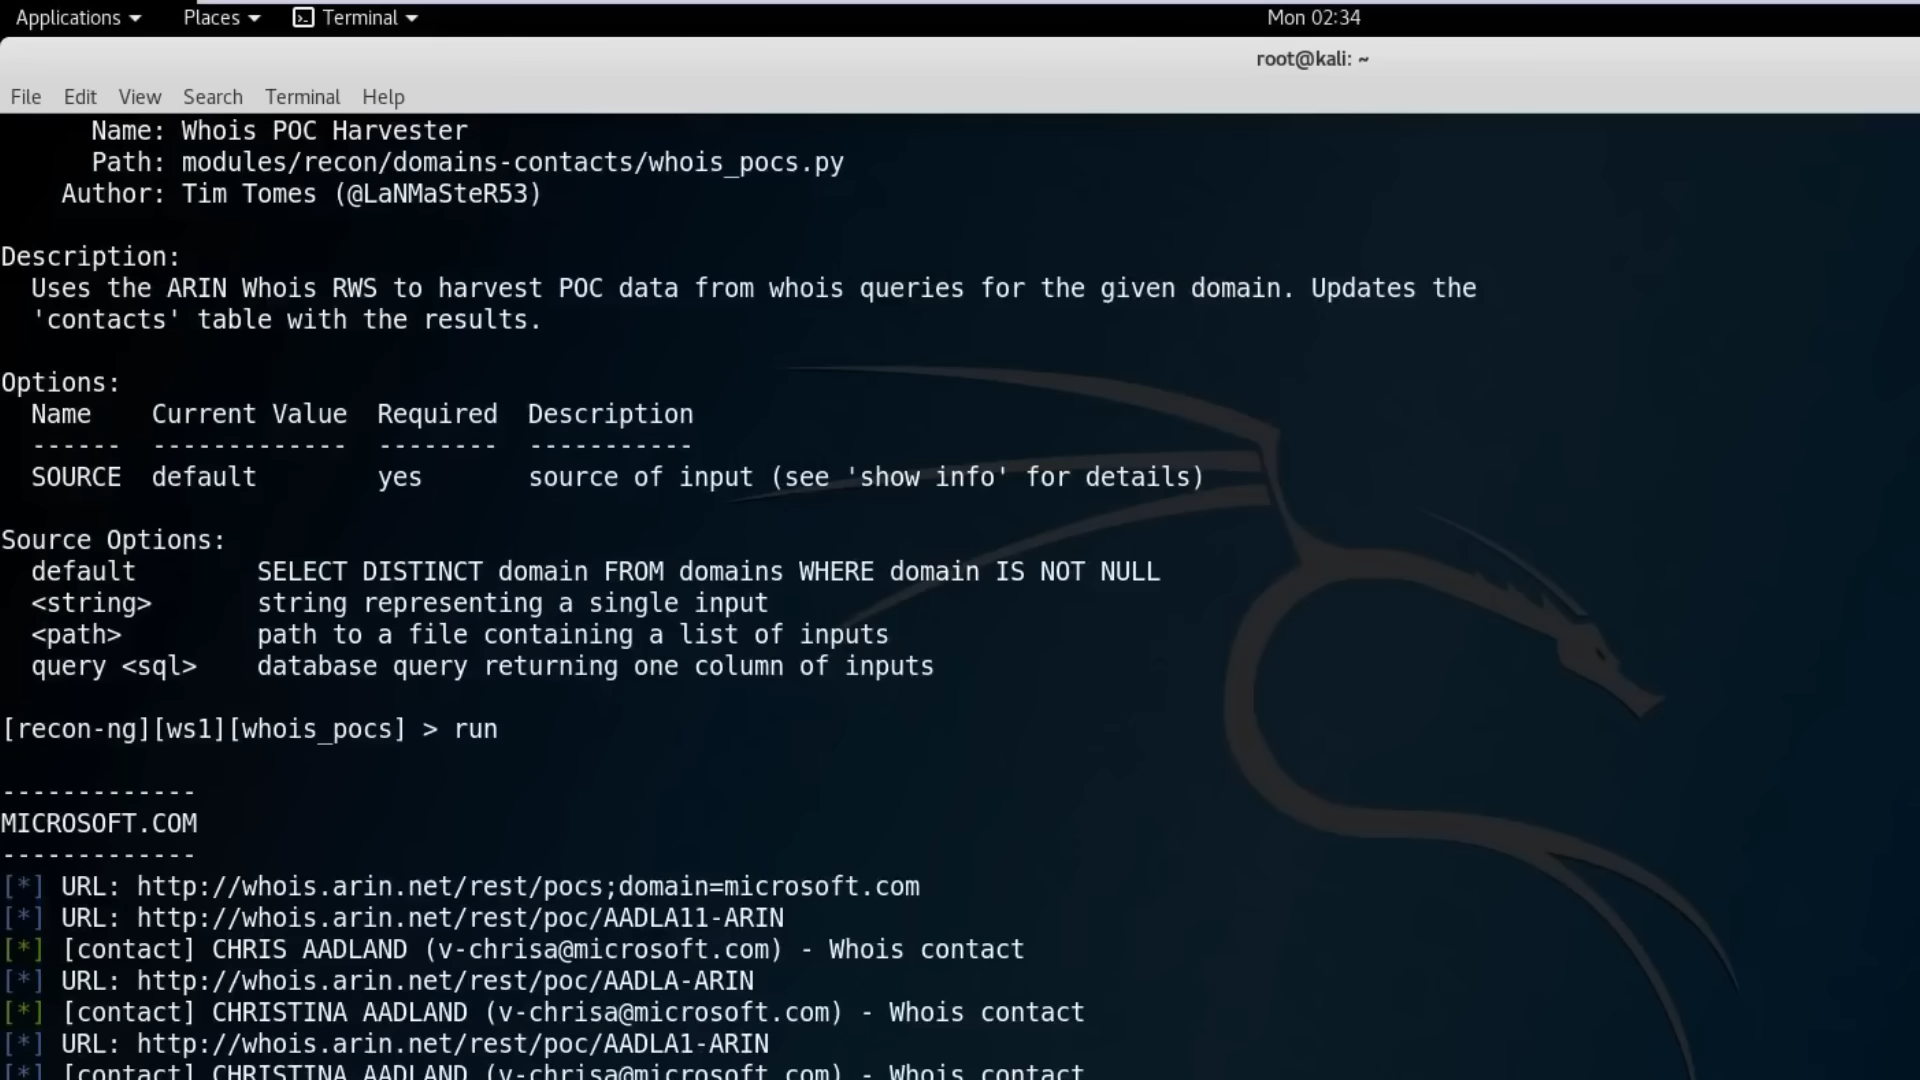 Applications Places Terminal Mon 02:34
root@kali: ~
File Edit View Search Terminal Help
Name: Whois POC Harvester
Path: modules/recon/domains-contacts/whois_pocs.py
Author: Tim Tomes (@LaNMaSteR53)
Description:
Uses the ARIN Whois RWS to harvest POC data from whois queries for the given domain. Updates the
'contacts' table with the results.
Options:
Name Current Value Required Description
------ ------------- -------- -----------
SOURCE default yes source of input (see 'show info' for details)
Source Options:
default SELECT DISTINCT domain FROM domains WHERE domain IS NOT NULL
<string> string representing a single input
<path> path to a file containing a list of inputs
query <sql> database query returning one column of inputs
[recon-ng][ws1][whois_pocs] > run
-------------
MICROSOFT.COM
-------------
[*] URL: http://whois.arin.net/rest/pocs;domain=microsoft.com
[*] URL: http://whois.arin.net/rest/poc/AADLA11-ARIN
[*] [contact] CHRIS AADLAND (v-chrisa@microsoft.com) - Whois contact
[*] URL: http://whois.arin.net/rest/poc/AADLA-ARIN
[*] [contact] CHRISTINA AADLAND (v-chrisa@microsoft.com) - Whois contact
[*] URL: http://whois.arin.net/rest/poc/AADLA1-ARIN
[*] [contact] CHRISTINA AADLAND (v-chrisa@microsoft.com) - Whois contact